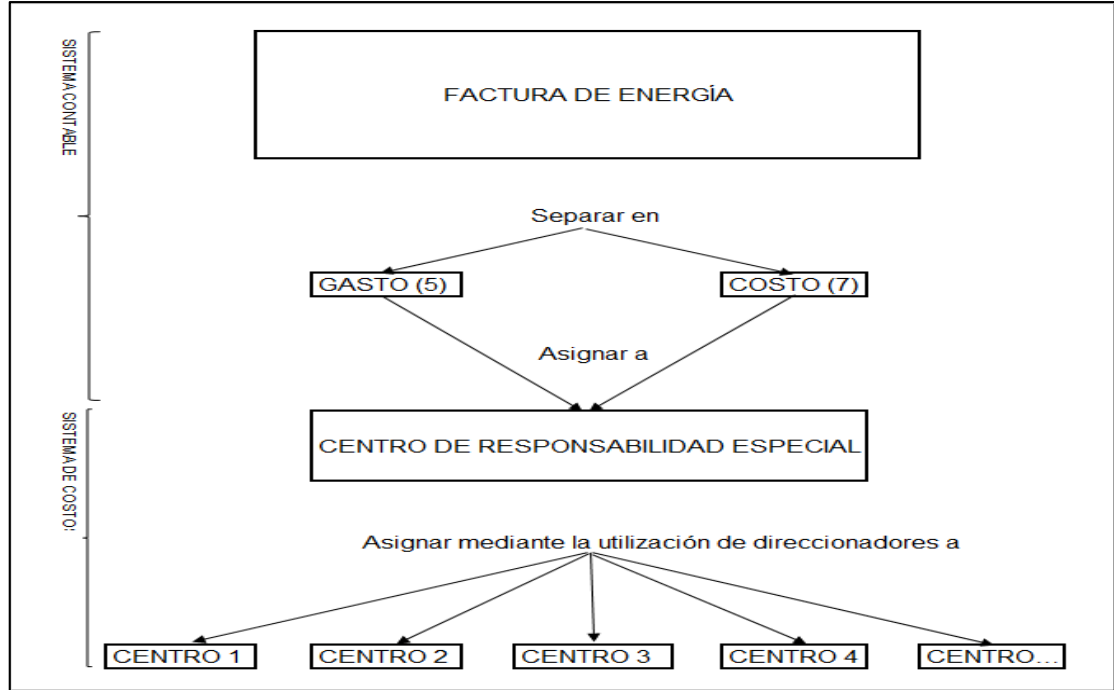 SISTEMA CONTABLE
FACTURA DE ENERGÍA
Separar en
GASTO (5)
COSTO (7)
Asignar a
SISTEMA DE COSTO:
CENTRO DE RESPONSABILIDAD ESPECIAL
Asignar mediante la utilización de direccionadores a
CENTRO 1
CENTRO 2
CENTRO 3
CENTRO 4
CENTRO...